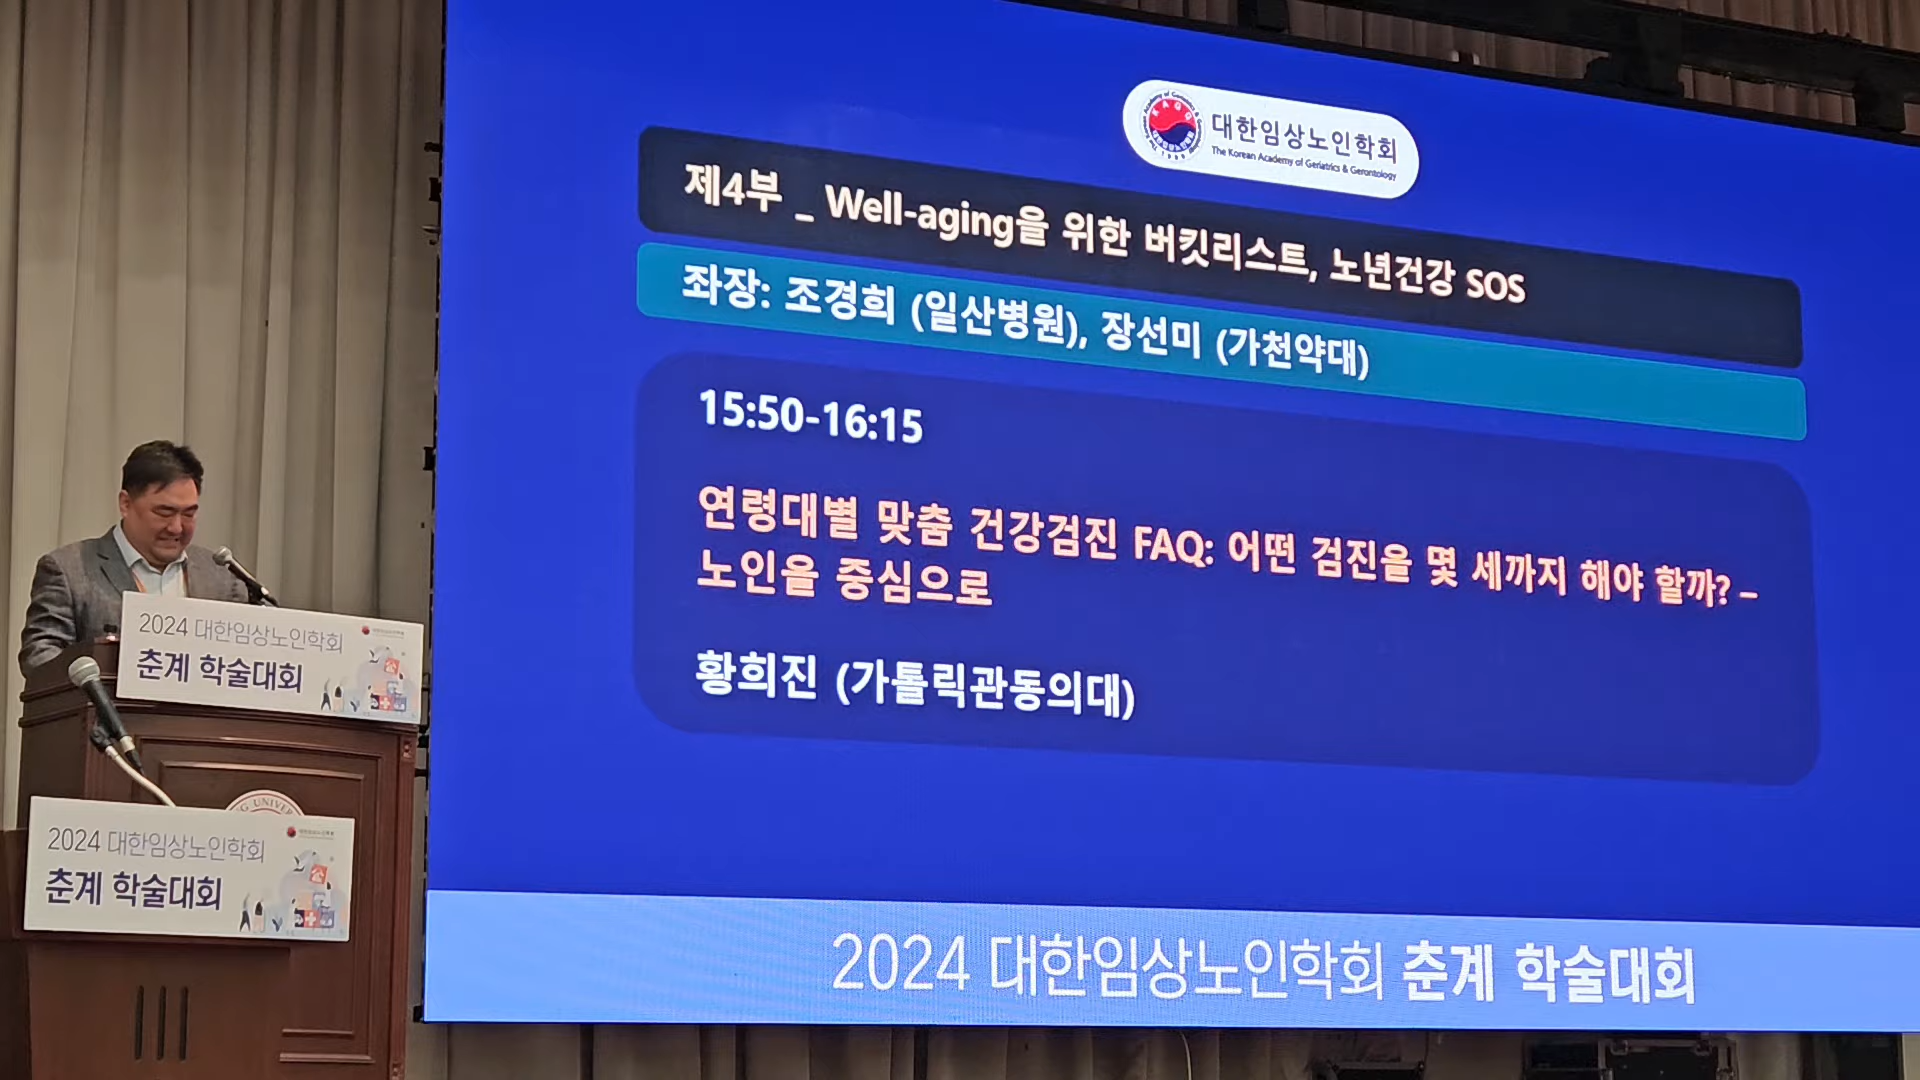 대한임상노인학회
The Korean Academy of Geriatrics & Gerontology
제4부 _ Well-aging을 위한 버킷리스트, 노년건강 SOS
좌장: 조경희 (일산병원), 장선미 (가천약대)
15:50-16:15
연령대별 맞춤 건강검진 FAQ: 어떤 검진을 몇 세까지 해야 할까? –
노인을 중심으로
황희진 (가톨릭관동의대)
2024 대한임상노인학회 춘계 학술대회
2024 대한임상노인학회
춘계 학술대회
2024 대한임상노인학회
춘계 학술대회